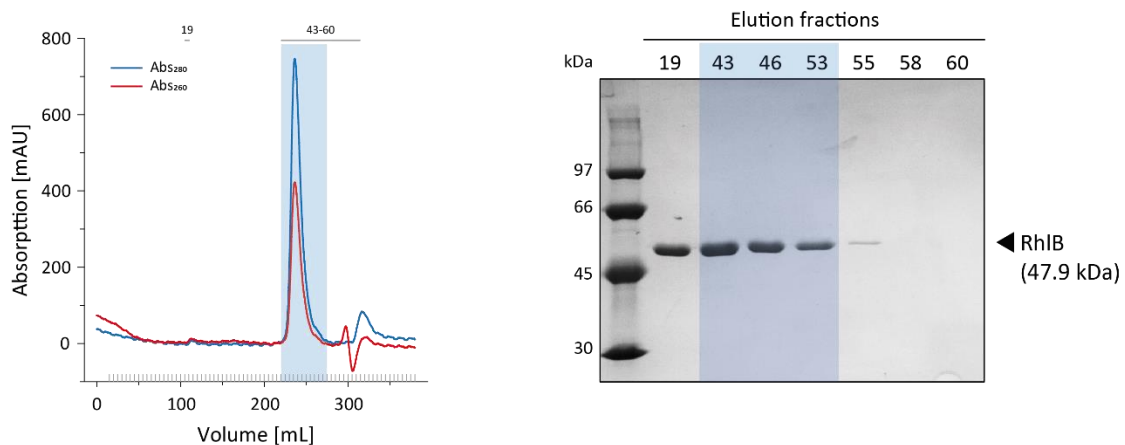 19
43-60
800
600
400
200
0
Abs₂₈₀
Abs₂₆₀
Absorption [mAU]
0
100
200
300
Volume [mL]
Elution fractions
kDa
19
43
46
53
55
58
60
97
66
45
30
RhlB
(47.9 kDa)